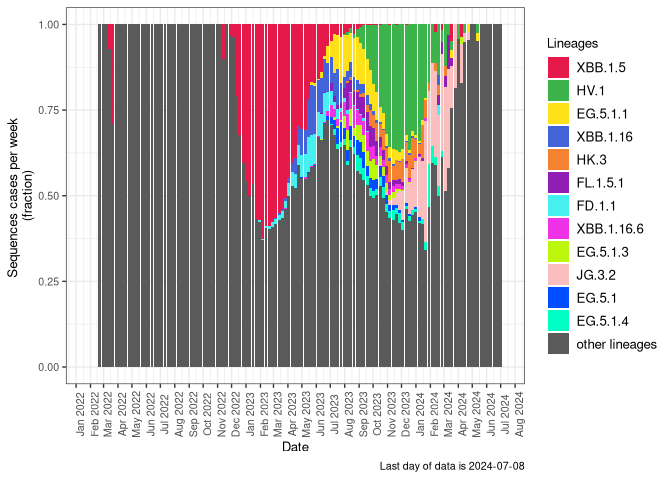 Sequences cases per week
(fraction)
1.00
0.75
0.50
0.25
0.00
Jan 2022
Feb 2022
Mar 2022
Apr 2022
May 2022
Jun 2022
Jul 2022
Aug 2022
Sep 2022
Oct 2022
Nov 2022
Dec 2022
Jan 2023
Feb 2023
Mar 2023
Apr 2023
May 2023
Jun 2023
Jul 2023
Aug 2023
Sep 2023
Oct 2023
Nov 2023
Dec 2023
Jan 2024
Feb 2024
Mar 2024
Apr 2024
May 2024
Jun 2024
Jul 2024
Aug 2024
Date
Lineages
XBB.1.5
HV.1
EG.5.1.1
XBB.1.16
HK.3
FL.1.5.1
FD.1.1
XBB.1.16.6
EG.5.1.3
JG.3.2
EG.5.1
EG.5.1.4
other lineages
Last day of data is 2024-07-08